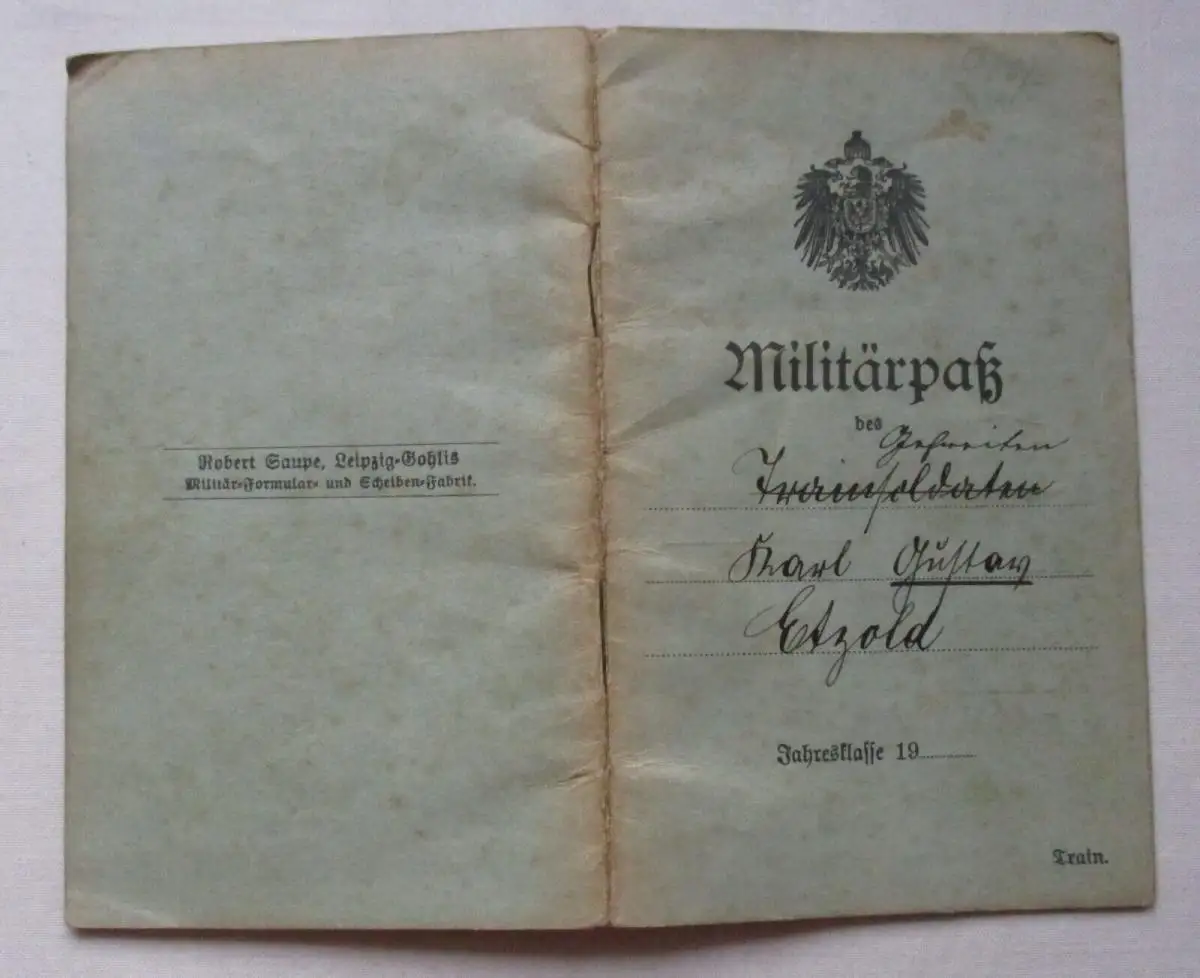 Robert Saupe, Leipzig-Gohlis
Militär-Formular- und Scheiben-Fabrik.
Militärpaß
des
Gefreiten
Trainsoldaten
Karl Gustav
Etzold
Jahresklasse 19
Train.